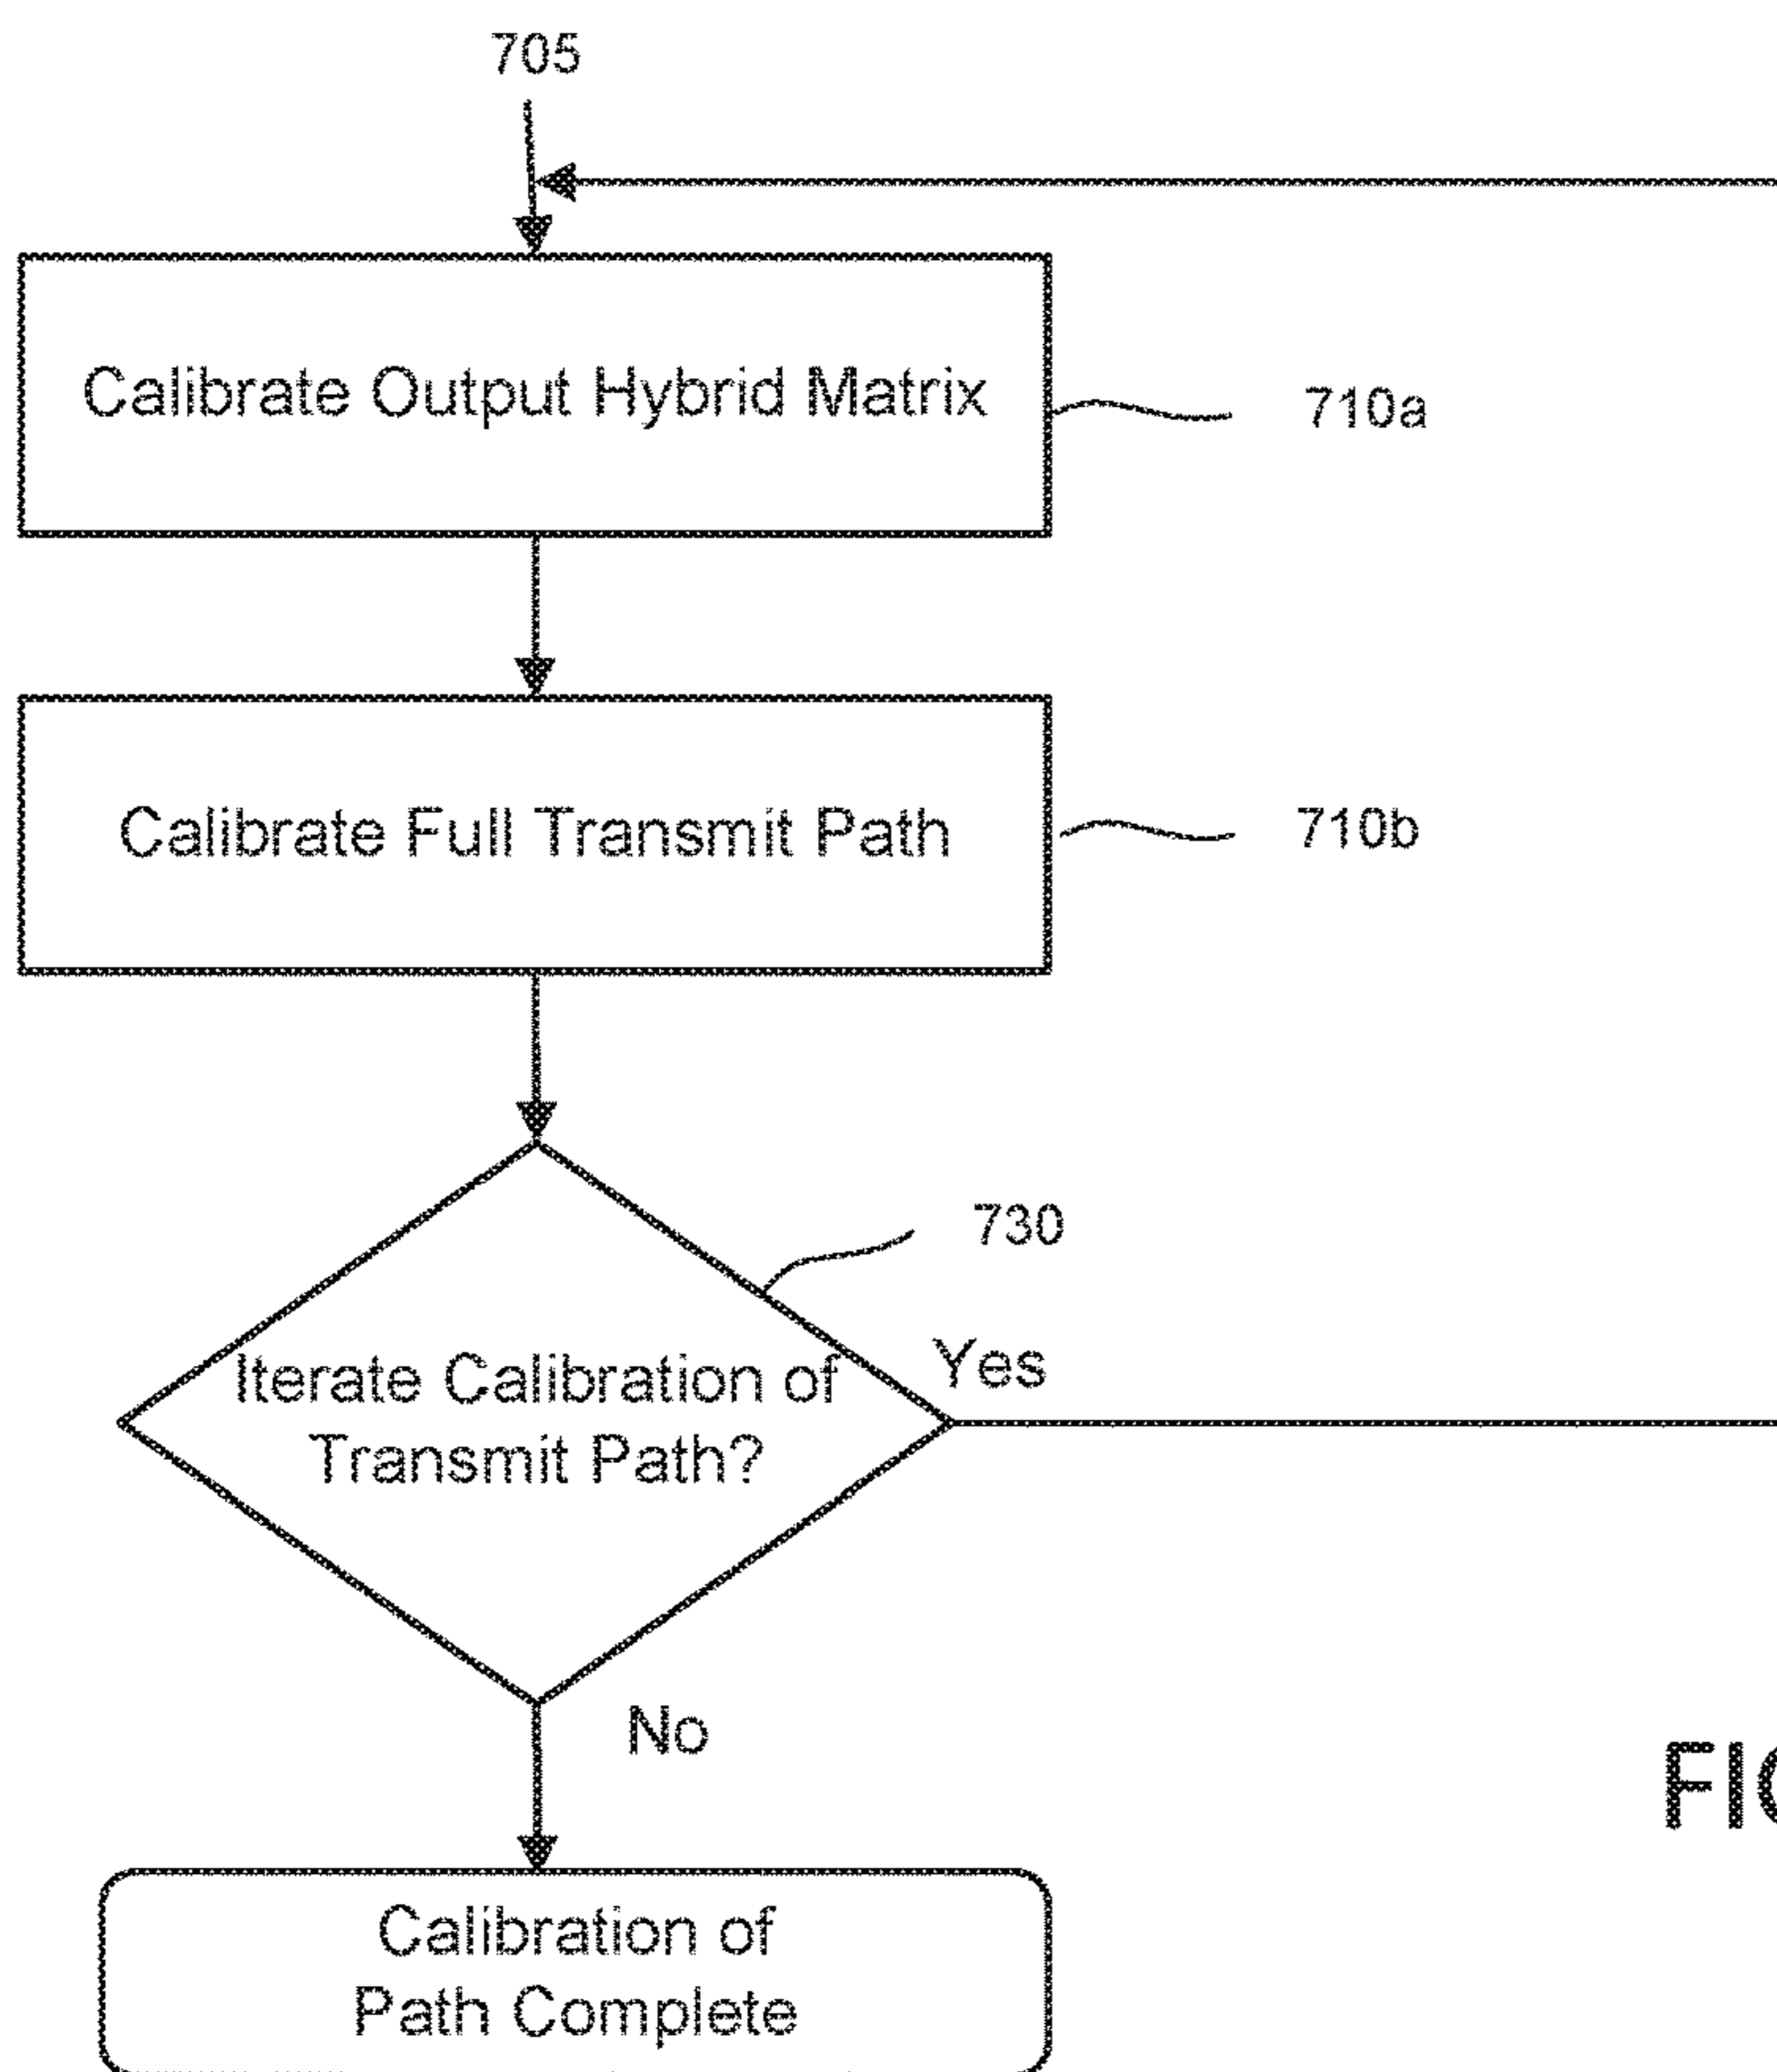 705
Calibrate Output Hybrid Matrix
710a
Calibrate Full Transmit Path
710b
730
Iterate Calibration of
Transmit Path?
Yes
No
Calibration of
Path Complete